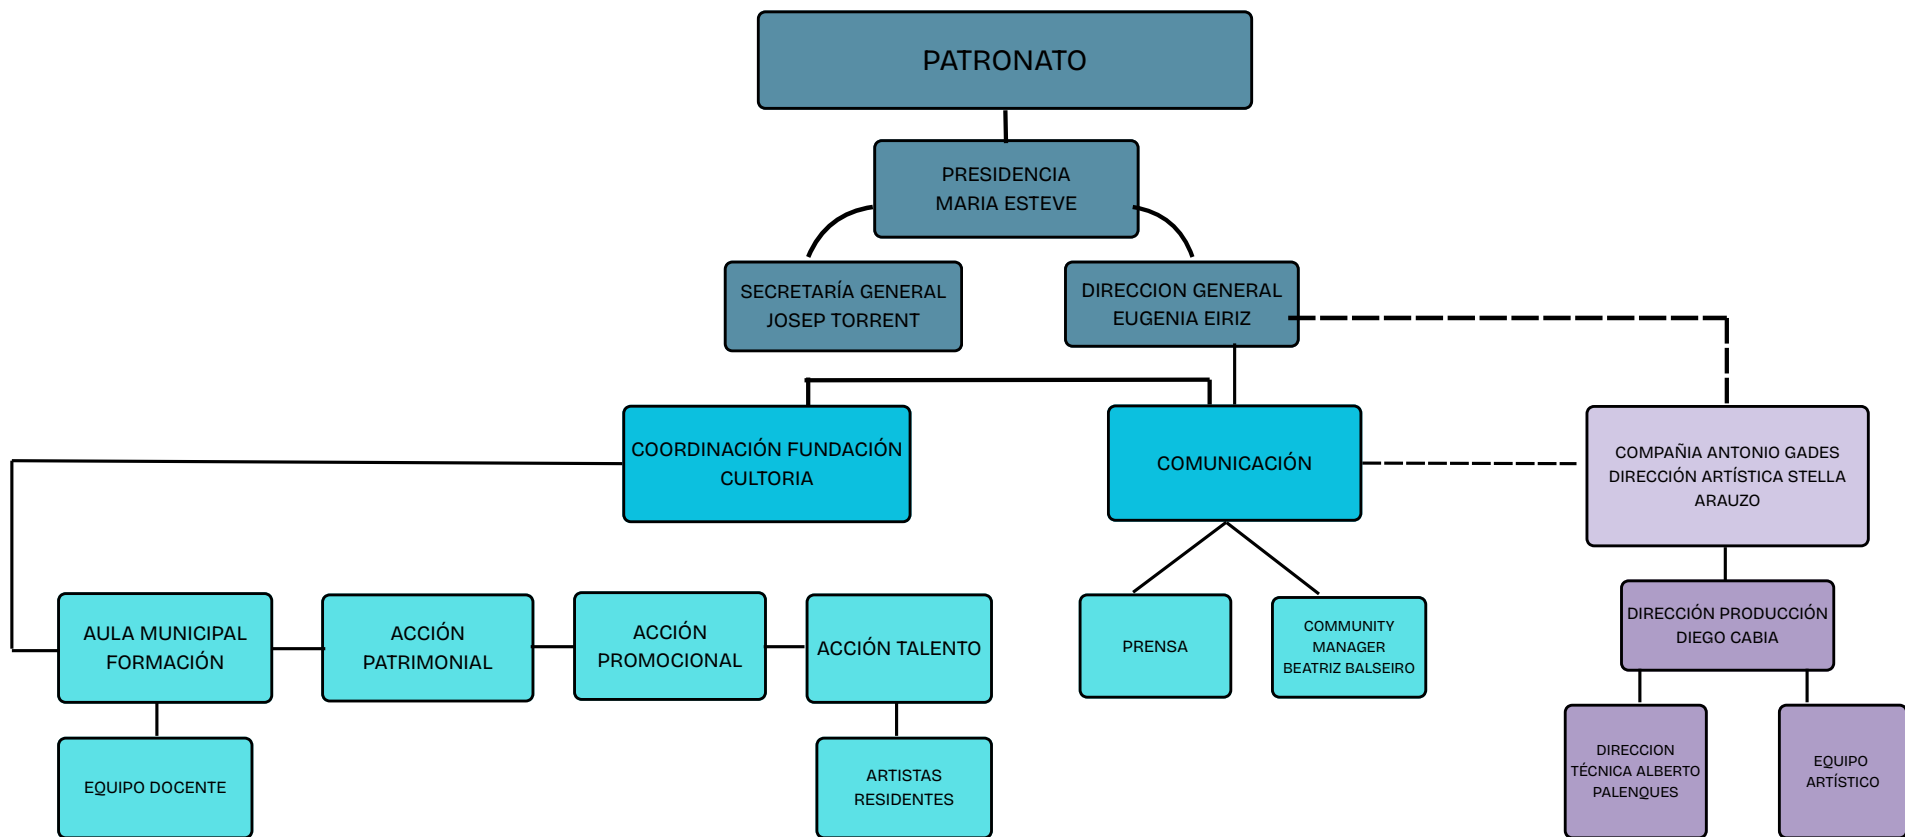 PATRONATO
PRESIDENCIA
MARIA ESTEVE
SECRETARÍA GENERAL
JOSEP TORRENT
DIRECCION GENERAL
EUGENIA EIRIZ
COORDINACIÓN FUNDACIÓN
CULTORIA
COMUNICACIÓN
COMPAÑIA ANTONIO GADES
DIRECCIÓN ARTÍSTICA STELLA
ARAUZO
AULA MUNICIPAL
FORMACIÓN
ACCIÓN
PATRIMONIAL
ACCIÓN
PROMOCIONAL
ACCIÓN TALENTO
PRENSA
COMMUNITY
MANAGER
BEATRIZ BALSEIRO
DIRECCIÓN PRODUCCIÓN
DIEGO CABIA
EQUIPO DOCENTE
ARTISTAS
RESIDENTES
DIRECCION
TÉCNICA ALBERTO
PALENQUES
EQUIPO
ARTÍSTICO